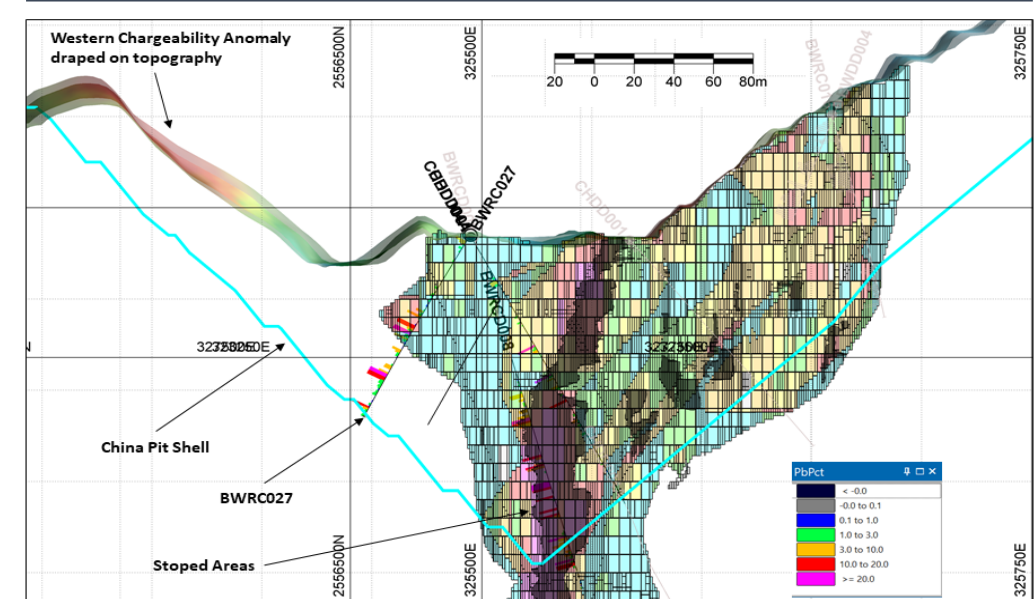 Western Chargeability Anomaly
draped on topography
2556500N
325500E
325750E
20 0 20 40 60 80m
BWRC027
CHDD001
BWRCD008
China Pit Shell
BWRC027
Stoped Areas
2556500N
325500E
325750E
PbPct
< -0.0
-0.0 to 0.1
0.1 to 1.0
1.0 to 3.0
3.0 to 10.0
10.0 to 20.0
>= 20.0